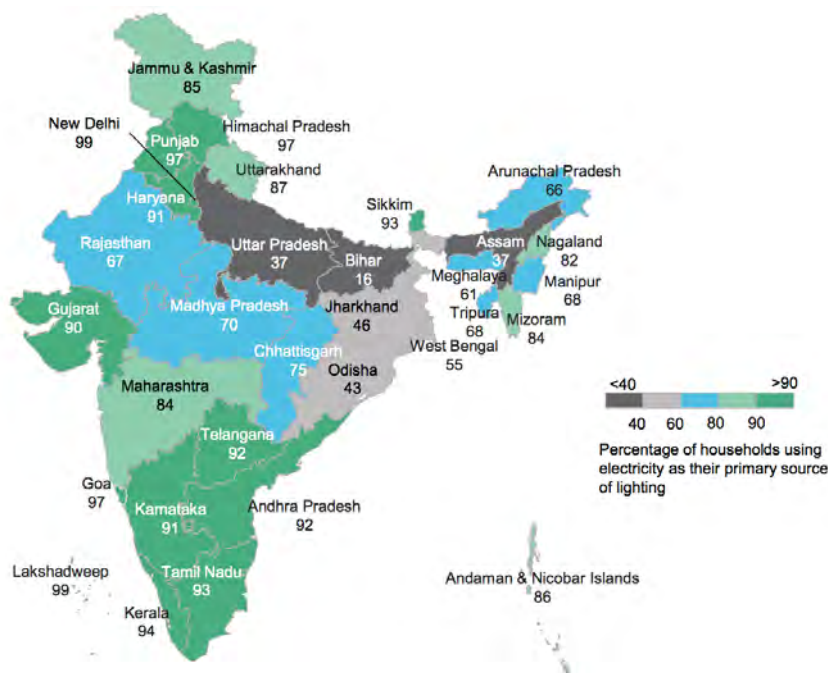 Jammu & Kashmir
85
New Delhi
99
Punjab
97
Himachal Pradesh
97
Uttarakhand
87
Haryana
91
Rajasthan
67
Uttar Pradesh
37
Bihar
16
Sikkim
93
Arunachal Pradesh
66
Assam
37
Nagaland
82
Meghalaya
61
Manipur
68
Tripura
68
Mizoram
84
Gujarat
90
Madhya Pradesh
70
Jharkhand
46
West Bengal
55
Chhattisgarh
75
Odisha
43
Maharashtra
84
Telangana
92
Goa
97
Karnataka
91
Andhra Pradesh
92
Lakshadweep
99
Tamil Nadu
93
Kerala
94
Andaman & Nicobar Islands
86
<40 >90
40 60 80 90
Percentage of households using
electricity as their primary source
of lighting